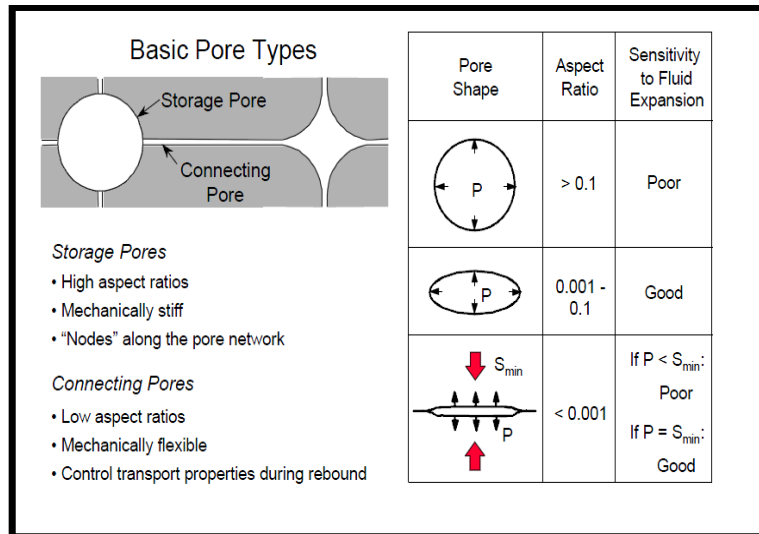 Basic Pore Types
Storage Pore
Connecting
Pore
Storage Pores
• High aspect ratios
• Mechanically stiff
• “Nodes” along the pore network
Connecting Pores
• Low aspect ratios
• Mechanically flexible
• Control transport properties during rebound
Pore
Shape
Aspect
Ratio
Sensitivity
to Fluid
Expansion
P
> 0.1
Poor
P
0.001 -
0.1
Good
Smin
P
< 0.001
If P < Smin:
Poor
If P = Smin:
Good